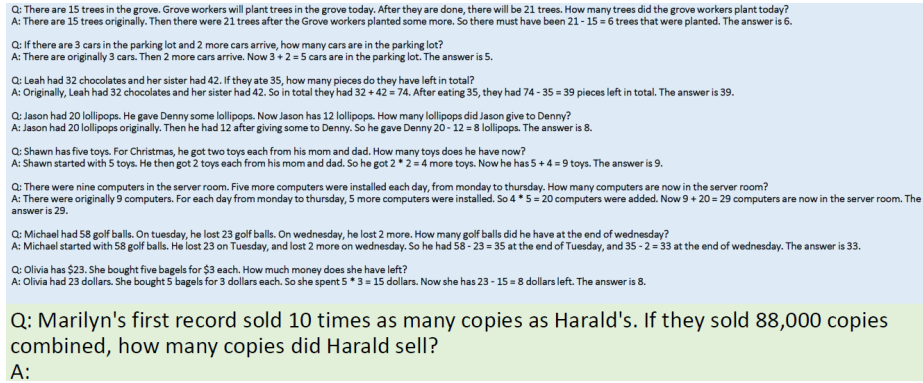 Q: There are 15 trees in the grove. Grove workers will plant trees in the grove today. After they are done, there will be 21 trees. How many trees did the grove workers plant today?
A: There are 15 trees originally. Then there were 21 trees after the Grove workers planted some more. So there must have been 21 - 15 = 6 trees that were planted. The answer is 6.
Q: If there are 3 cars in the parking lot and 2 more cars arrive, how many cars are in the parking lot?
A: There are originally 3 cars. Then 2 more cars arrive. Now 3 + 2 = 5 cars are in the parking lot. The answer is 5.
Q: Leah had 32 chocolates and her sister had 42. If they ate 35, how many pieces do they have left in total?
A: Originally, Leah had 32 chocolates and her sister had 42. So in total they had 32 + 42 = 74. After eating 35, they had 74 - 35 = 39 pieces left in total. The answer is 39.
Q: Jason had 20 lollipops. He gave Denny some lollipops. Now Jason has 12 lollipops. How many lollipops did Jason give to Denny?
A: Jason had 20 lollipops originally. Then he had 12 after giving some to Denny. So he gave Denny 20 - 12 = 8 lollipops. The answer is 8.
Q: Shawn has five toys. For Christmas, he got two toys each from his mom and dad. How many toys does he have now?
A: Shawn started with 5 toys. He then got 2 toys each from his mom and dad. So he got 2 * 2 = 4 more toys. Now he has 5 + 4 = 9 toys. The answer is 9.
Q: There were nine computers in the server room. Five more computers were installed each day, from monday to thursday. How many computers are now in the server room?
A: There were originally 9 computers. For each day from monday to thursday, 5 more computers were installed. So 4 * 5 = 20 computers were added. Now 9 + 20 = 29 computers are now in the server room. The
answer is 29.
Q: Michael had 58 golf balls. On tuesday, he lost 23 golf balls. On wednesday, he lost 2 more. How many golf balls did he have at the end of wednesday?
A: Michael started with 58 golf balls. He lost 23 on Tuesday, and lost 2 more on wednesday. So he had 58 - 23 = 35 at the end of Tuesday, and 35 - 2 = 33 at the end of wednesday. The answer is 33.
Q: Olivia has $23. She bought five bagels for $3 each. How much money does she have left?
A: Olivia had 23 dollars. She bought 5 bagels for 3 dollars each. So she spent 5 * 3 = 15 dollars. Now she has 23 - 15 = 8 dollars left. The answer is 8.
Q: Marilyn's first record sold 10 times as many copies as Harald's. If they sold 88,000 copies
combined, how many copies did Harald sell?
A: